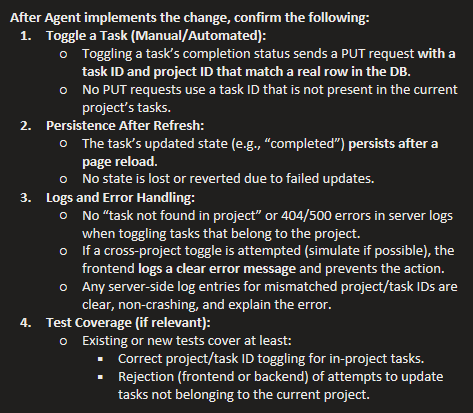 After Agent implements the change, confirm the following:
1. Toggle a Task (Manual/Automated):
o Toggling a task's completion status sends a PUT request with a
task ID and project ID that match a real row in the DB.
o No PUT requests use a task ID that is not present in the current
project's tasks.
2. Persistence After Refresh:
o The task's updated state (e.g., “completed”) persists after a
page reload.
o No state is lost or reverted due to failed updates.
3. Logs and Error Handling:
o No “task not found in project” or 404/500 errors in server logs
when toggling tasks that belong to the project.
o If a cross-project toggle is attempted (simulate if possible), the
frontend logs a clear error message and prevents the action.
o Any server-side log entries for mismatched project/task IDs are
clear, non-crashing, and explain the error.
4. Test Coverage (if relevant):
o Existing or new tests cover at least:
▪ Correct project/task ID toggling for in-project tasks.
▪ Rejection (frontend or backend) of attempts to update
tasks not belonging to the current project.